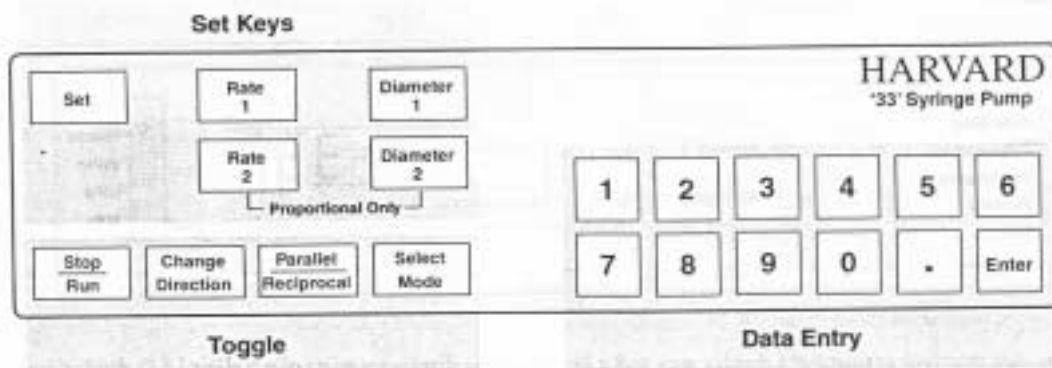 Set Keys
HARVARD
"33' Syringe Pump
Set
Rate
1
Diameter
1
Rate
2
Diameter
2
Proportional Only
1 2 3 4 5 6
7 8 9 0 . Enter
Stop
Run
Change
Direction
Parallel
Reciprocal
Select
Mode
Toggle
Data Entry